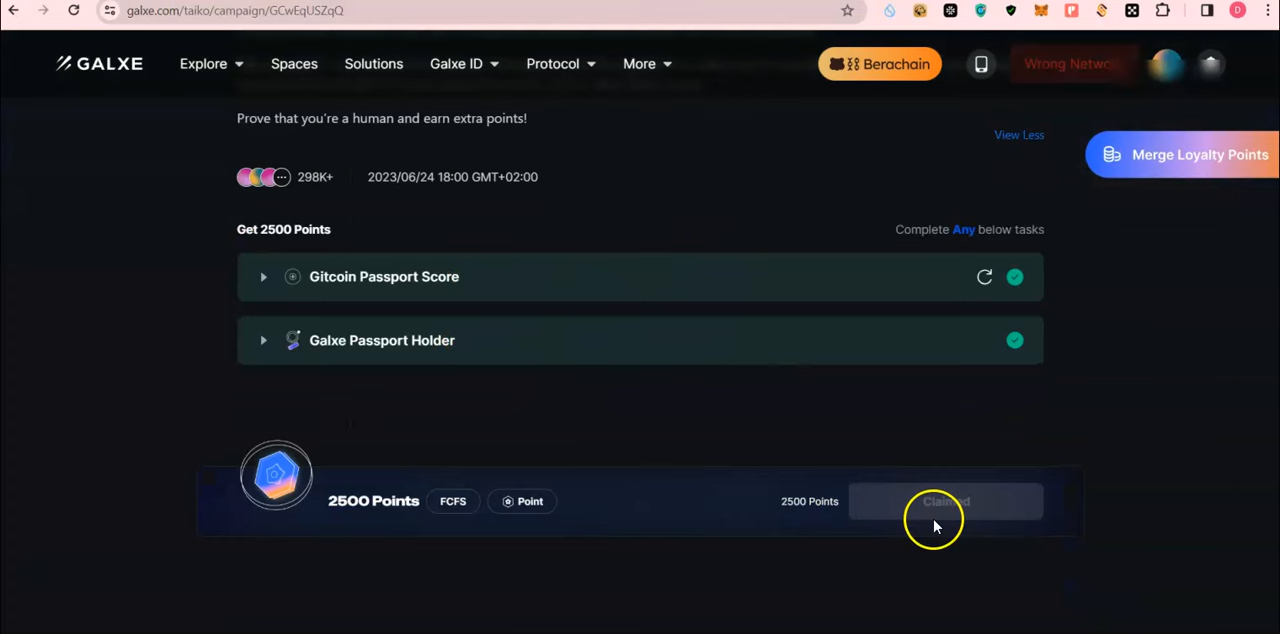 galxe.com/taiko/campaign/GCwEqUSZqQ
GALXE
Explore
Spaces
Solutions
Galxe ID
Protocol
More
Berachain
Wrong
Prove that you're a human and earn extra points!
View Less
Merge Loyalty Points
298K+
2023/06/24 18:00 GMT+02:00
Get 2500 Points
Complete Any below tasks
Gitcoin Passport Score
Galxe Passport Holder
2500 Points
FCFS
Point
2500 Points
Claimed
D